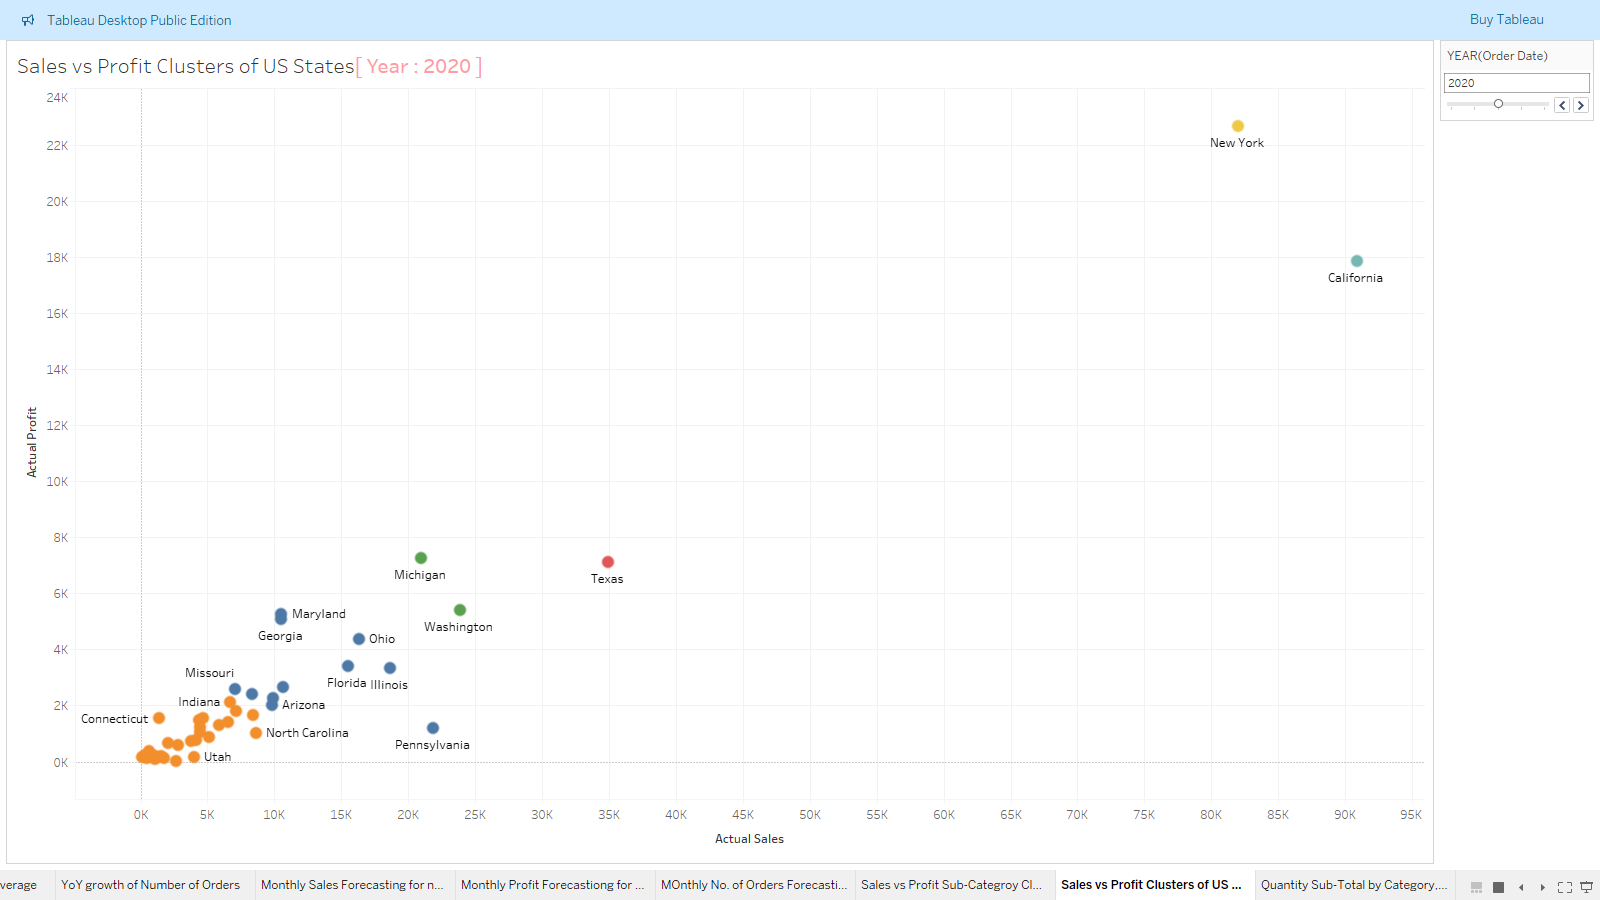 Tableau Desktop Public Edition
Buy Tableau
Sales vs Profit Clusters of US States[ Year : 2020 ]
YEAR(Order Date)
2020
24K
22K
20K
18K
16K
14K
12K
10K
8K
6K
4K
2K
0K
Actual Profit
New York
California
Michigan
Texas
Washington
Maryland
Georgia
Ohio
Missouri
Florida
Illinois
Indiana
Arizona
Connecticut
North Carolina
Pennsylvania
Utah
0K 5K 10K 15K 20K 25K 30K 35K 40K 45K 50K 55K 60K 65K 70K 75K 80K 85K 90K 95K
Actual Sales
verage
YoY growth of Number of Orders
Monthly Sales Forecasting for n...
Monthly Profit Forecastiong for ...
MOnthly No. of Orders Forecasti...
Sales vs Profit Sub-Categroy Cl...
Sales vs Profit Clusters of US ...
Quantity Sub-Total by Category,...